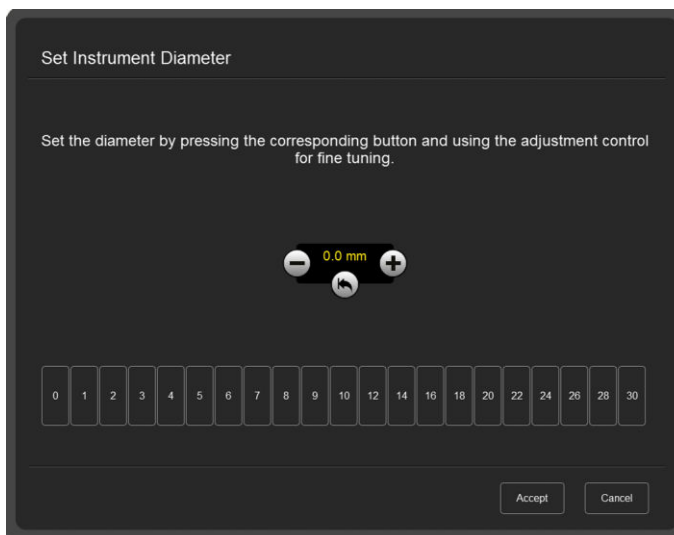 Set Instrument Diameter
Set the diameter by pressing the corresponding button and using the adjustment control
for fine tuning.
0.0 mm
0 1 2 3 4 5 6 7 8 9 10 12 14 16 18 20 22 24 26 28 30
Accept Cancel